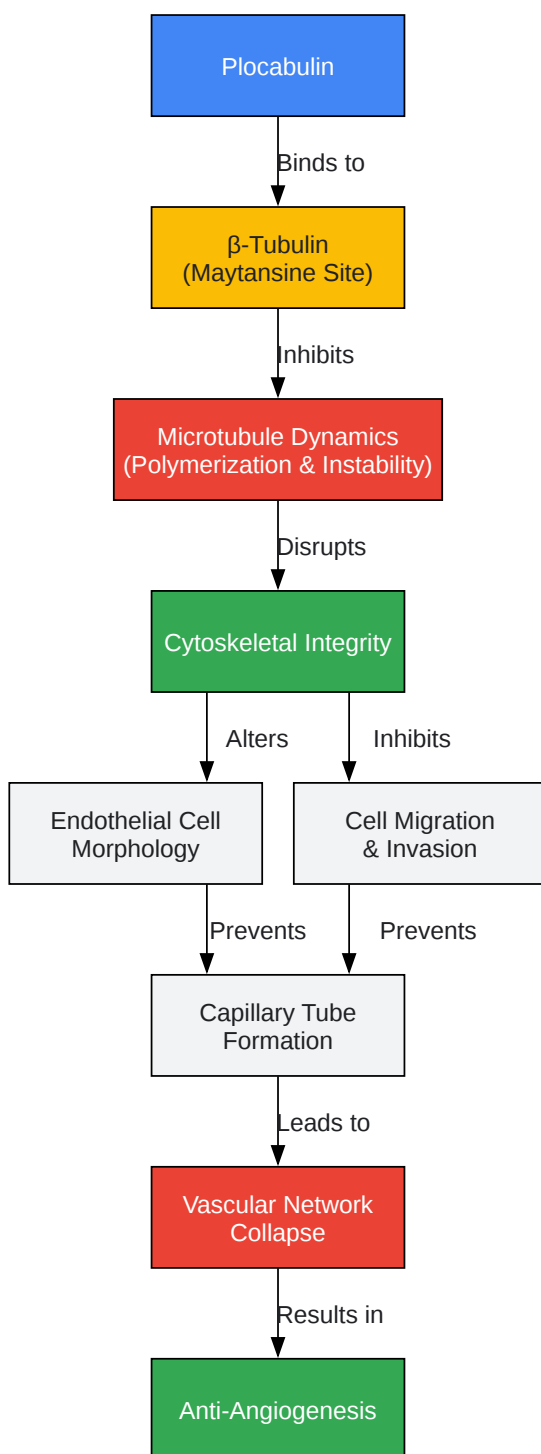 Plocabulin
Binds to
β-Tubulin
(Maytansine Site)
Inhibits
Microtubule Dynamics
(Polymerization & Instability)
Disrupts
Cytoskeletal Integrity
Alters
Inhibits
Endothelial Cell
Morphology
Cell Migration
& Invasion
Prevents
Prevents
Capillary Tube
Formation
Leads to
Vascular Network
Collapse
Results in
Anti-Angiogenesis